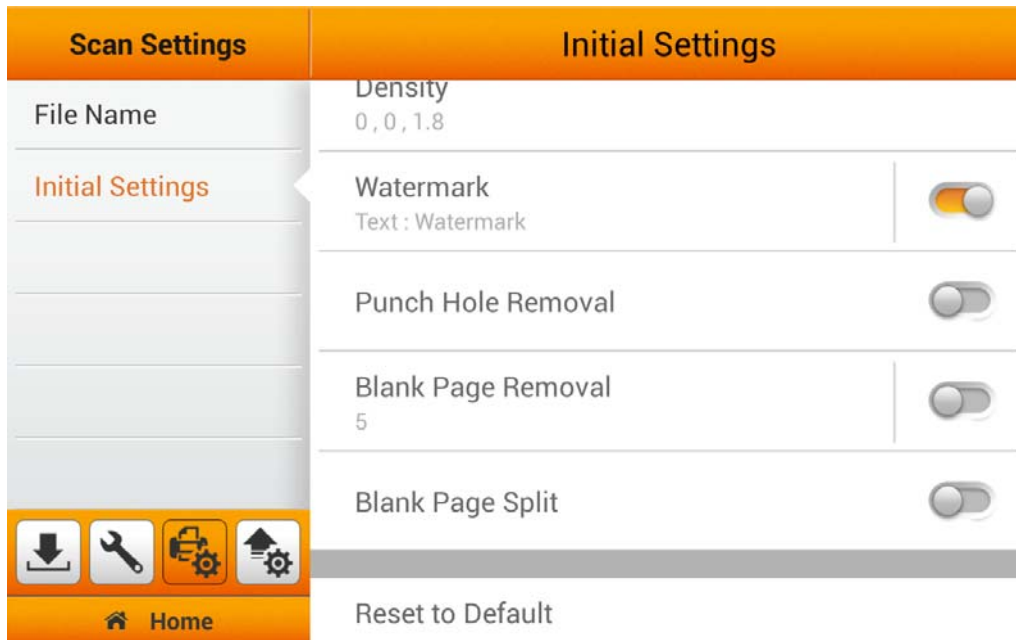 Scan Settings
Initial Settings
File Name
Initial Settings
Home
Density
0 , 0 , 1.8
Watermark
Text : Watermark
Punch Hole Removal
Blank Page Removal
5
Blank Page Split
Reset to Default